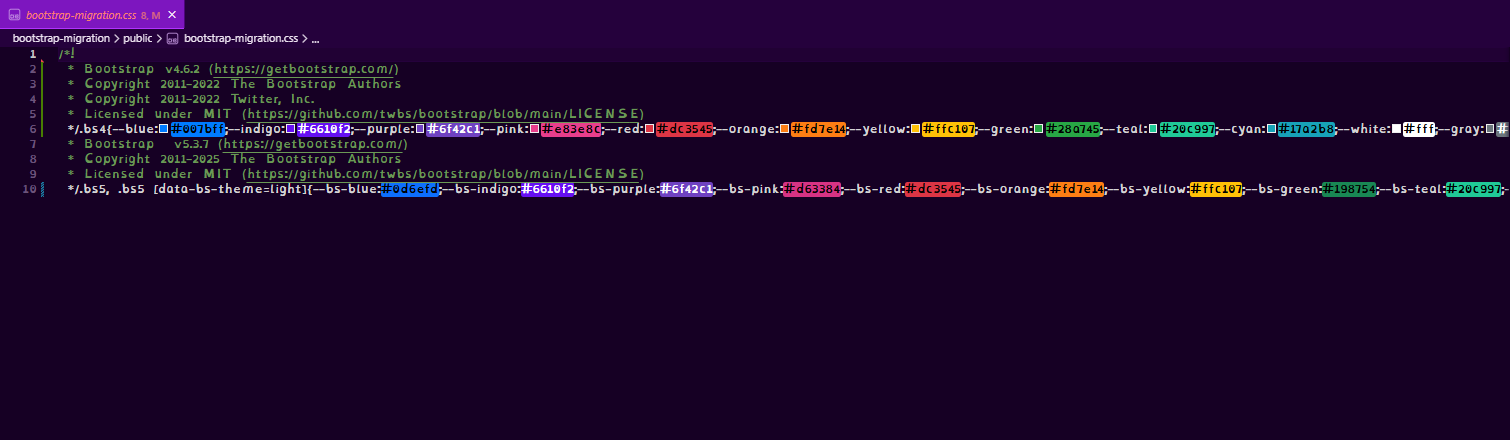 bootstrap-migration.css 8, M
bootstrap-migration > public > bootstrap-migration.css > ...
1 /*!
2 * Bootstrap v4.6.2 (https://getbootstrap.com/)
3 * Copyright 2011-2022 The Bootstrap Authors
4 * Copyright 2011-2022 Twitter, Inc.
5 * Licensed under MIT (https://github.com/twbs/bootstrap/blob/main/LICENSE)
6 */.bs4{--blue:#007bff;--indigo:#6610f2;--purple:#6f42c1;--pink:#e83e8c;--red:#dc3545;--orange:#fd7e14;--yellow:#ffc107;--green:#28a745;--teal:#20c997;--cyan:#17a2b8;--white:#fff;--gray:#
7 * Bootstrap  v5.3.7 (https://getbootstrap.com/)
8 * Copyright 2011-2025 The Bootstrap Authors
9 * Licensed under MIT (https://github.com/twbs/bootstrap/blob/main/LICENSE)
10 */.bs5, .bs5 [data-bs-theme=light]{--bs-blue:#0d6efd;--bs-indigo:#6610f2;--bs-purple:#6f42c1;--bs-pink:#d63384;--bs-red:#dc3545;--bs-orange:#fd7e14;--bs-yellow:#ffc107;--bs-green:#198754;--bs-teal:#20c997;-